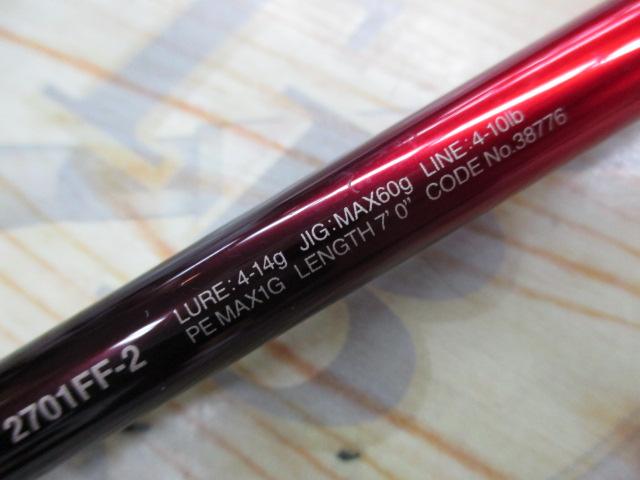 2701FF-2
LURE:4-14g JIG:MAX60g LINE:4-10lb
PE MAX1G LENGTH 7' 0" CODE No.38776